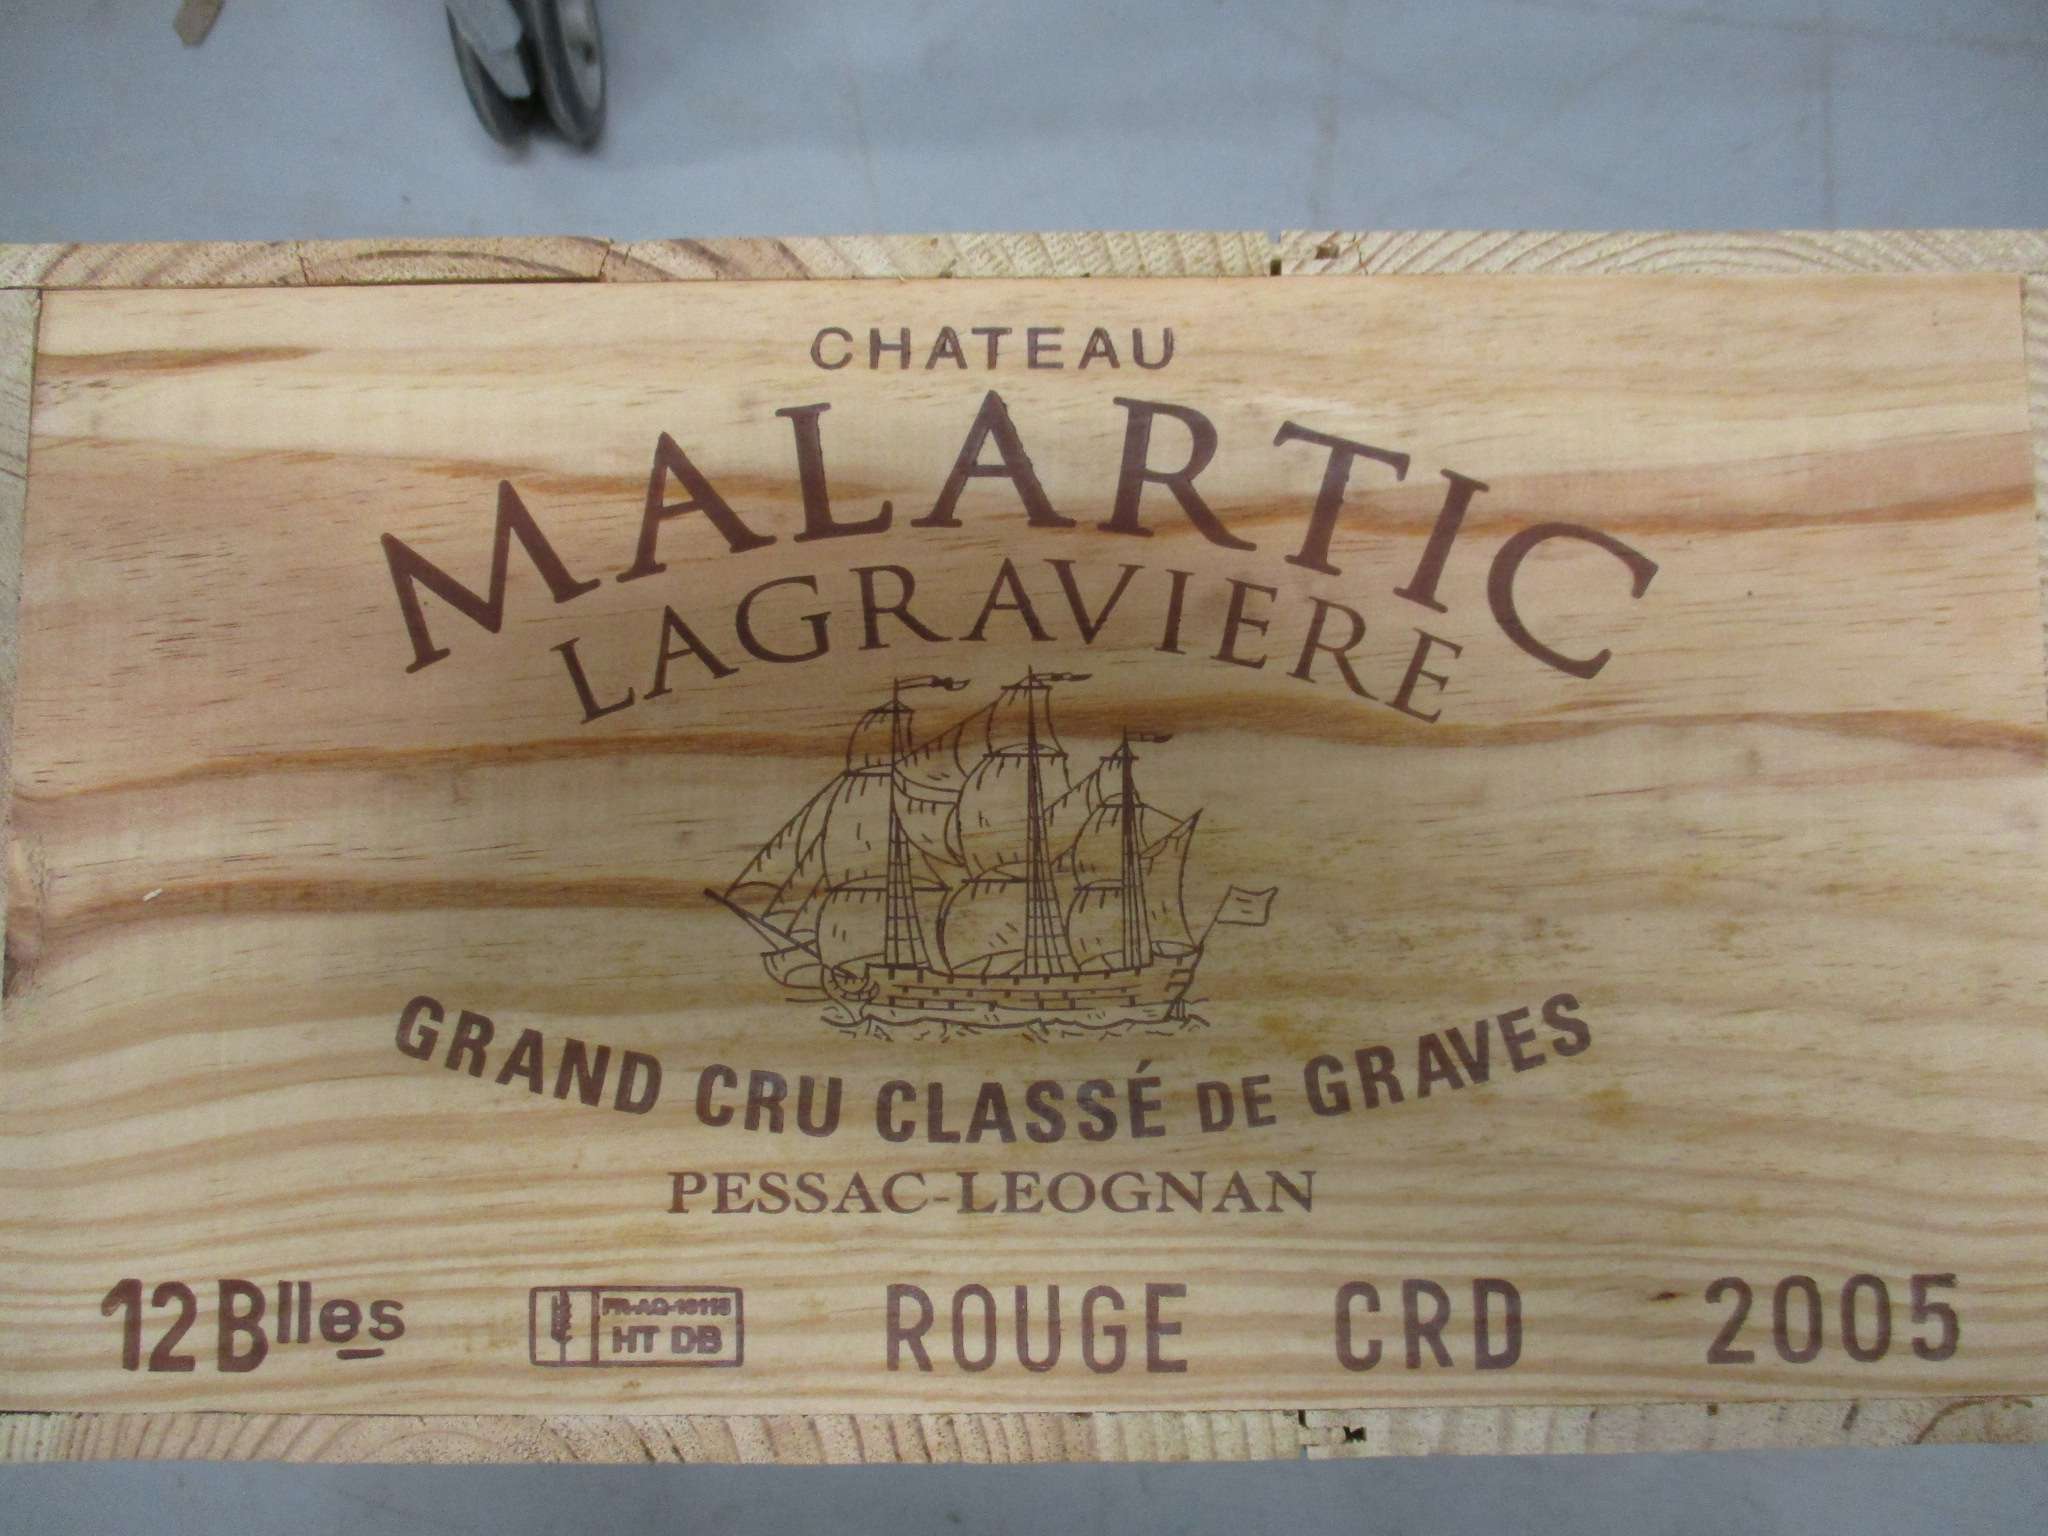 CHATEAU
MALARTIC
LAGRAVIERE
GRAND CRU CLASSÉ DE GRAVES
PESSAC-LEOGNAN
12 Blles
HT DB
ROUGE CRD 2005